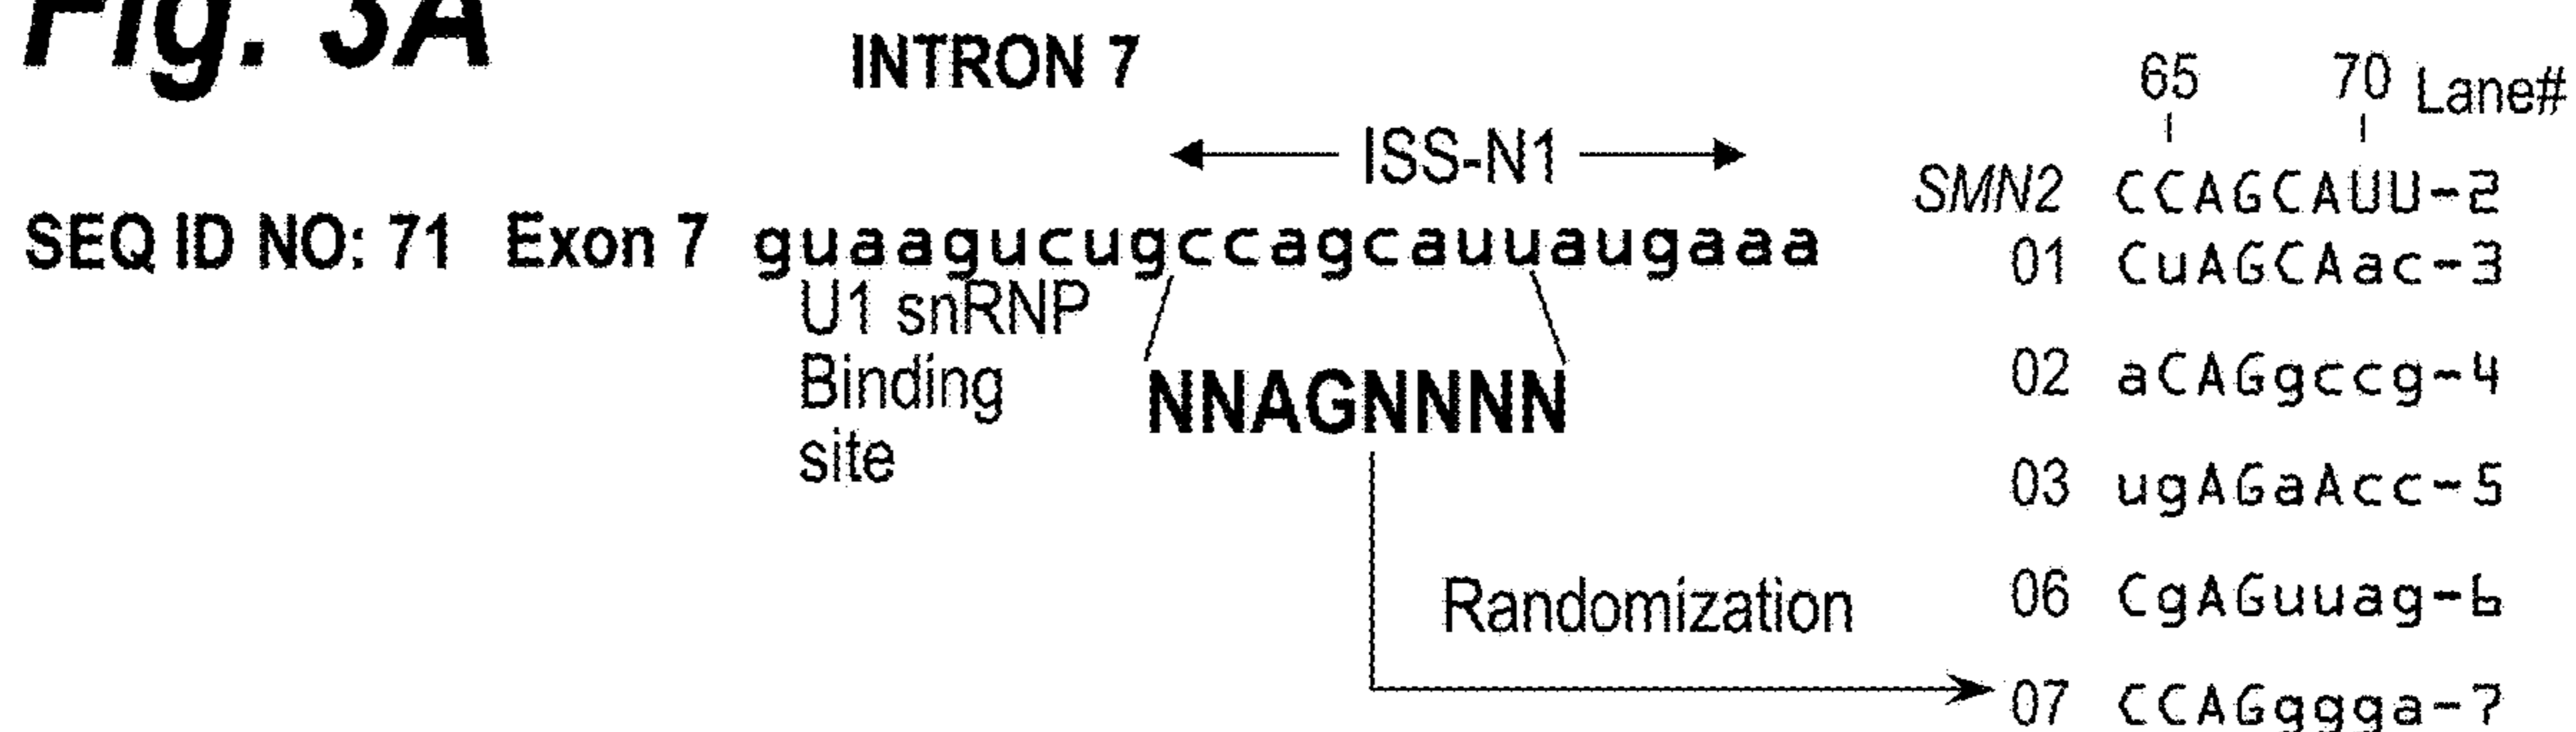 Fig. 3A
INTRON 7
ISS-N1
SEQ ID NO: 71 Exon 7 guaagucugccagcauuaugaaa
U1 snRNP
Binding
site
NNAGNNNN
Randomization
65 70 Lane#
SMN2 CCAGCAUU-2
01 CuAGCAac-3
02 aCAGgccg-4
03 ugAGaAcc-5
06 CgAGuuag-6
07 CCAGggga-7